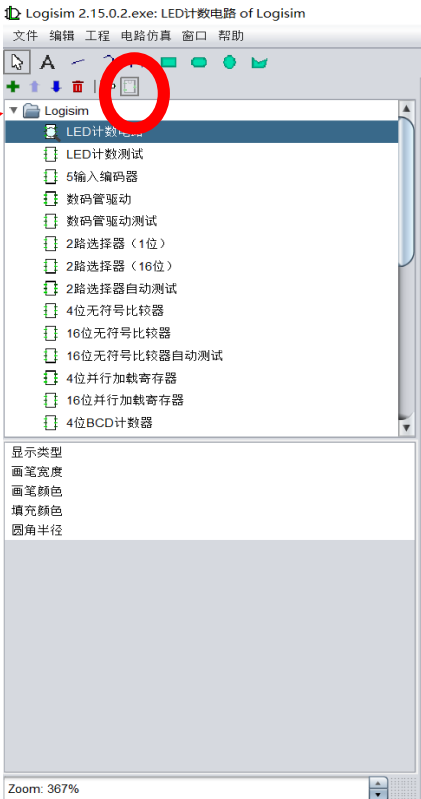 Logisim 2.15.0.2.exe: LED计数电路 of Logisim
文件 编辑 工程 电路仿真 窗口 帮助
A
Logisim
LED计数电路
LED计数测试
5输入编码器
数码管驱动
数码管驱动测试
2路选择器（1位）
2路选择器（16位）
2路选择器自动测试
4位无符号比较器
16位无符号比较器
16位无符号比较器自动测试
4位并行加载寄存器
16位并行加载寄存器
4位BCD计数器
显示类型
画笔宽度
画笔颜色
填充颜色
圆角半径
Zoom: 367%